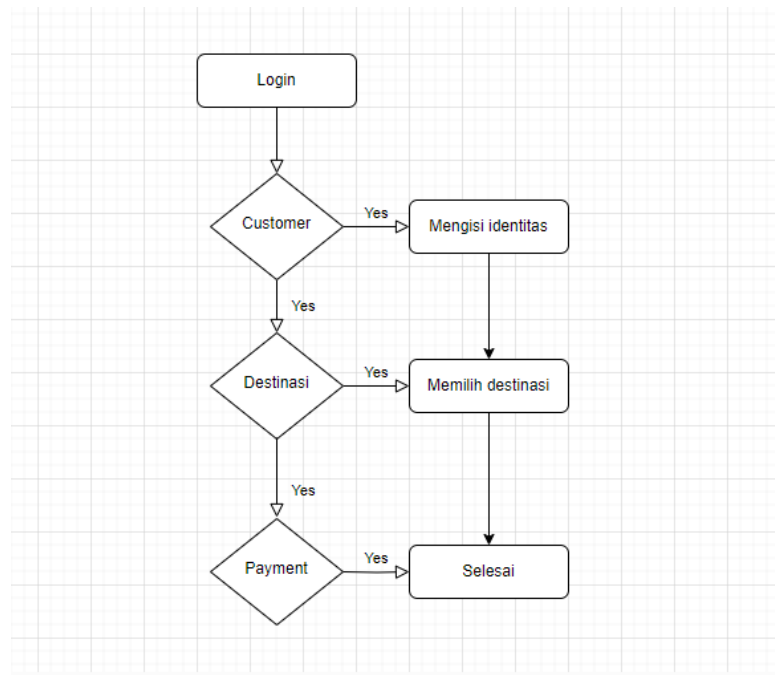 Login
Customer
Yes
Mengisi identitas
Yes
Destinasi
Yes
Memilih destinasi
Yes
Payment
Yes
Selesai